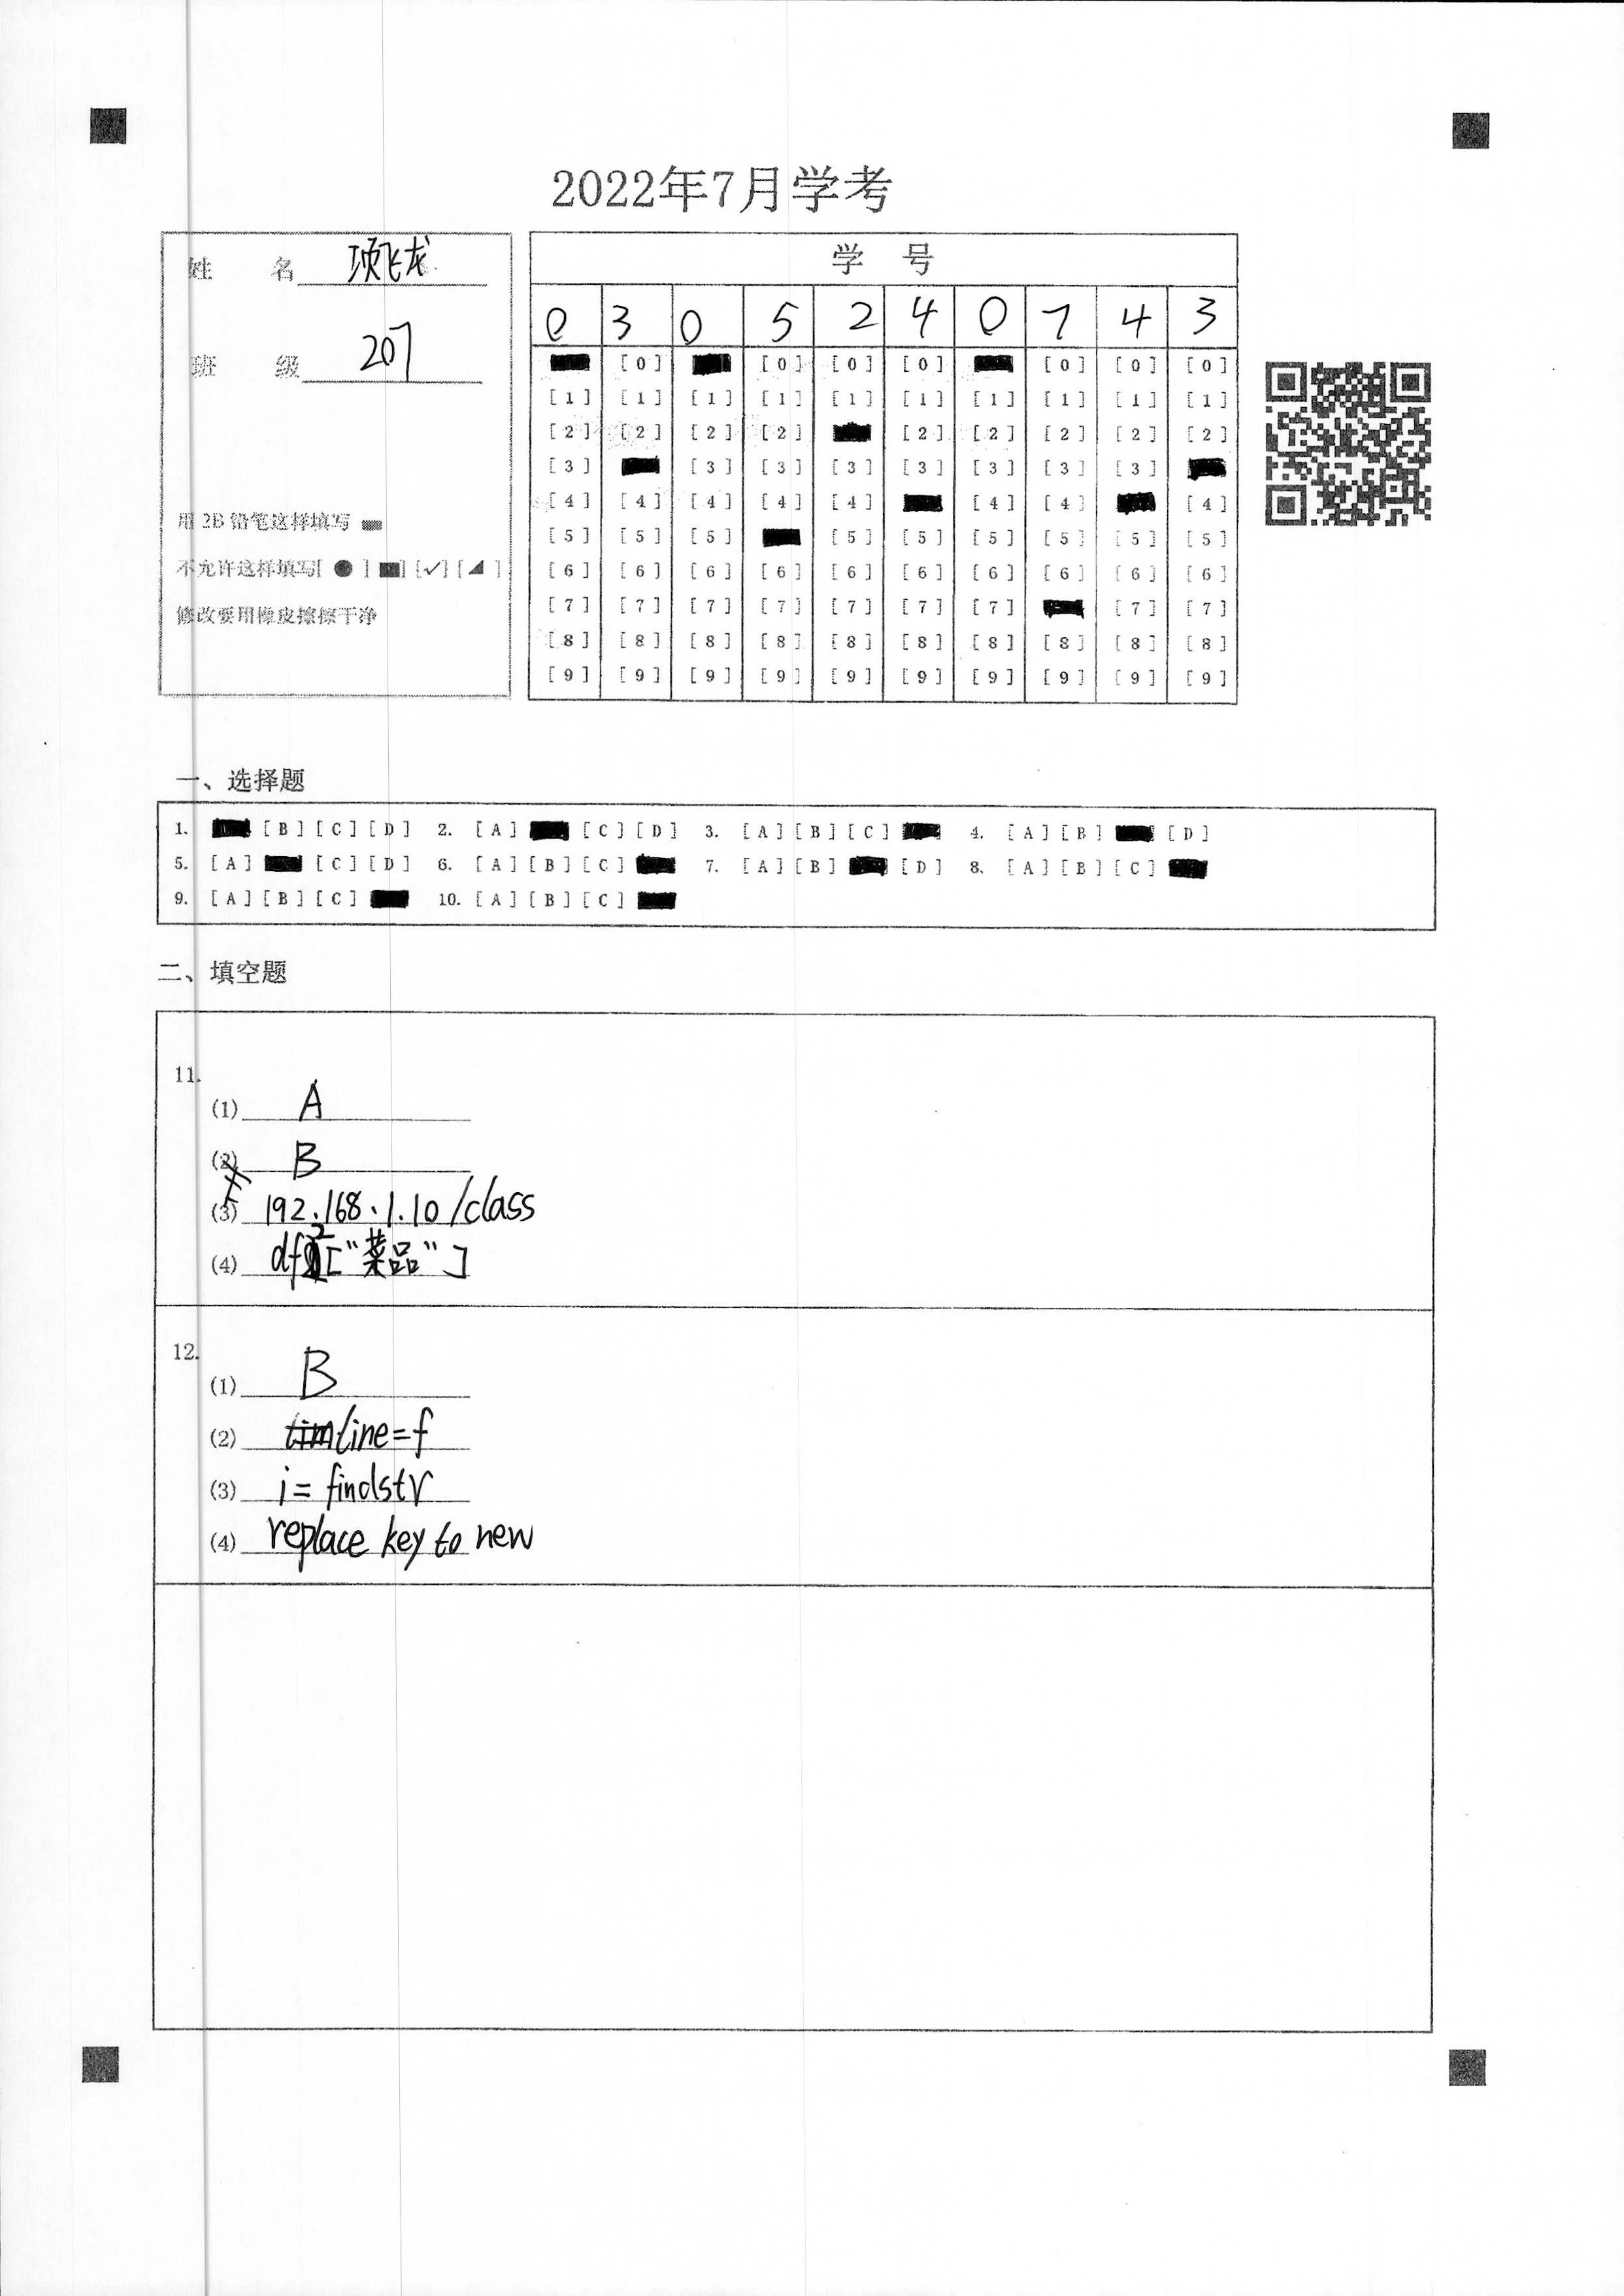 2022年7月学考
姓 名 项飞龙
班 级 207
用 2B 铅笔这样填写
不允许这样填写[ ● ] [■] [✓] [◢ ]
修改要用橡皮擦擦干净
学 号
0 3 0 5 2 4 0 7 4 3
[0] [0] [0] [0] [0] [0] [0]
[1] [1] [1] [1] [1] [1] [1] [1] [1] [1]
[2] [2] [2] [2] [2] [2] [2] [2] [2]
[3] [3] [3] [3] [3] [3] [3] [3]
[4] [4] [4] [4] [4] [4] [4] [4]
[5] [5] [5] [5] [5] [5] [5] [5] [5]
[6] [6] [6] [6] [6] [6] [6] [6] [6] [6]
[7] [7] [7] [7] [7] [7] [7] [7] [7]
[8] [8] [8] [8] [8] [8] [8] [8] [8] [8]
[9] [9] [9] [9] [9] [9] [9] [9] [9] [9]
一、选择题
1. [B] [C] [D] 2. [A] [C] [D] 3. [A] [B] [C] 4. [A] [B] [D]
5. [A] [C] [D] 6. [A] [B] [C] 7. [A] [B] [D] 8. [A] [B] [C]
9. [A] [B] [C] 10. [A] [B] [C]
二、填空题
11.
(1) A
(2) B
(3) 192.168.1.10/class
(4) df2["菜品"]
12.
(1) B
(2) line=f
(3) i= findstr
(4) replace key to new